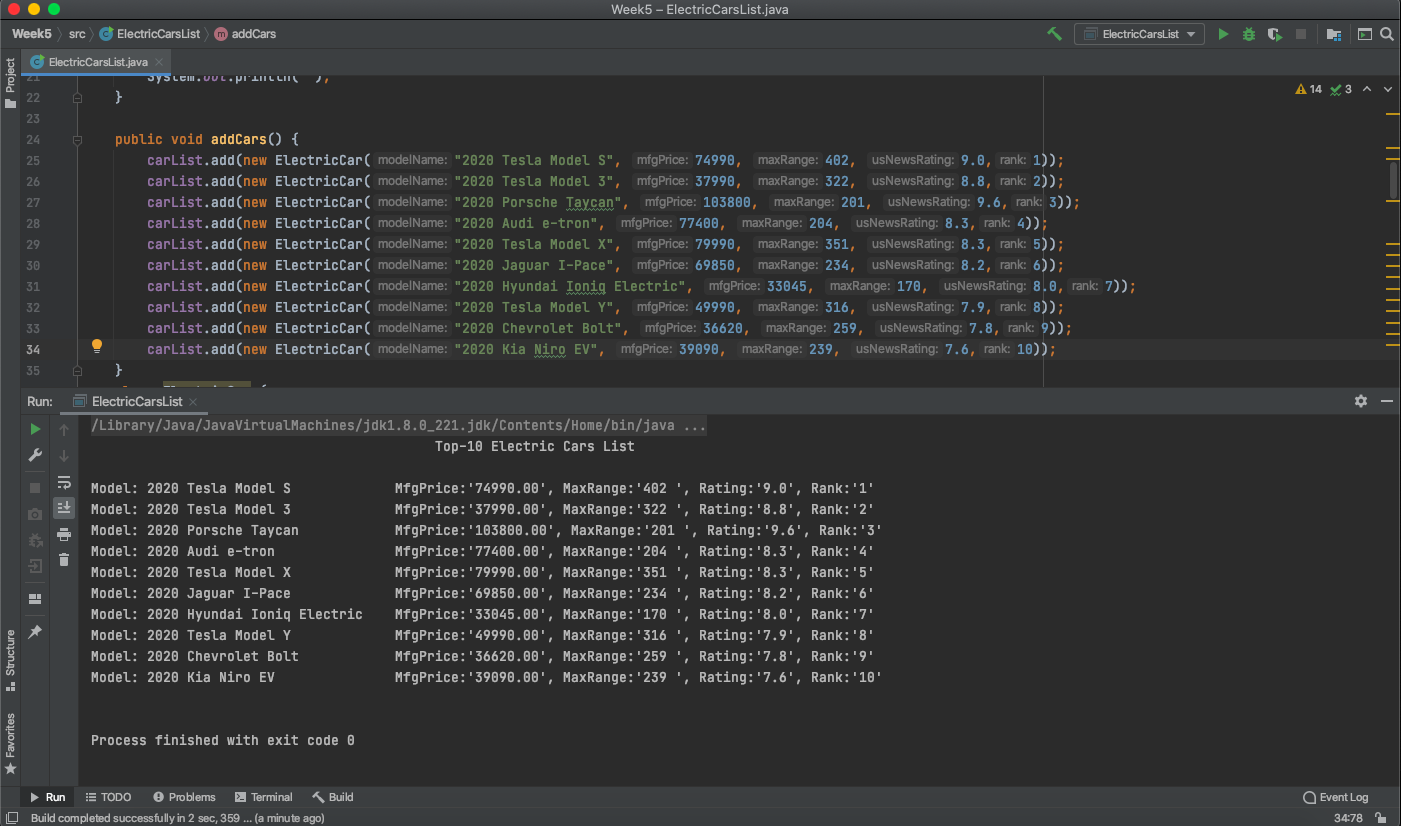 Week5 – ElectricCarsList.java
Week5 src ElectricCarsList m addCars
ElectricCarsList
Project
ElectricCarsList.java
21 System.out.println( );
14 3
22 }
23
24 public void addCars() {
25 carList.add(new ElectricCar( modelName: "2020 Tesla Model S", mfgPrice: 74990, maxRange: 402, usNewsRating: 9.0, rank: 1));
26 carList.add(new ElectricCar( modelName: "2020 Tesla Model 3", mfgPrice: 37990, maxRange: 322, usNewsRating: 8.8, rank: 2));
27 carList.add(new ElectricCar( modelName: "2020 Porsche Taycan", mfgPrice: 103800, maxRange: 201, usNewsRating: 9.6, rank: 3));
28 carList.add(new ElectricCar( modelName: "2020 Audi e-tron", mfgPrice: 77400, maxRange: 204, usNewsRating: 8.3, rank: 4));
29 carList.add(new ElectricCar( modelName: "2020 Tesla Model X", mfgPrice: 79990, maxRange: 351, usNewsRating: 8.3, rank: 5));
30 carList.add(new ElectricCar( modelName: "2020 Jaguar I-Pace", mfgPrice: 69850, maxRange: 234, usNewsRating: 8.2, rank: 6));
31 carList.add(new ElectricCar( modelName: "2020 Hyundai Ioniq Electric", mfgPrice: 33045, maxRange: 170, usNewsRating: 8.0, rank: 7));
32 carList.add(new ElectricCar( modelName: "2020 Tesla Model Y", mfgPrice: 49990, maxRange: 316, usNewsRating: 7.9, rank: 8));
33 carList.add(new ElectricCar( modelName: "2020 Chevrolet Bolt", mfgPrice: 36620, maxRange: 259, usNewsRating: 7.8, rank: 9));
34 carList.add(new ElectricCar( modelName: "2020 Kia Niro EV", mfgPrice: 39090, maxRange: 239, usNewsRating: 7.6, rank: 10));
35 }
Run: ElectricCarsList
/Library/Java/JavaVirtualMachines/jdk1.8.0_221.jdk/Contents/Home/bin/java ...
Top-10 Electric Cars List
Model: 2020 Tesla Model S MfgPrice:'74990.00', MaxRange:'402 ', Rating:'9.0', Rank:'1'
Model: 2020 Tesla Model 3 MfgPrice:'37990.00', MaxRange:'322 ', Rating:'8.8', Rank:'2'
Model: 2020 Porsche Taycan MfgPrice:'103800.00', MaxRange:'201 ', Rating:'9.6', Rank:'3'
Model: 2020 Audi e-tron MfgPrice:'77400.00', MaxRange:'204 ', Rating:'8.3', Rank:'4'
Model: 2020 Tesla Model X MfgPrice:'79990.00', MaxRange:'351 ', Rating:'8.3', Rank:'5'
Model: 2020 Jaguar I-Pace MfgPrice:'69850.00', MaxRange:'234 ', Rating:'8.2', Rank:'6'
Model: 2020 Hyundai Ioniq Electric MfgPrice:'33045.00', MaxRange:'170 ', Rating:'8.0', Rank:'7'
Model: 2020 Tesla Model Y MfgPrice:'49990.00', MaxRange:'316 ', Rating:'7.9', Rank:'8'
Model: 2020 Chevrolet Bolt MfgPrice:'36620.00', MaxRange:'259 ', Rating:'7.8', Rank:'9'
Model: 2020 Kia Niro EV MfgPrice:'39090.00', MaxRange:'239 ', Rating:'7.6', Rank:'10'
Process finished with exit code 0
Structure
Favorites
Run TODO Problems Terminal Build Event Log
Build completed successfully in 2 sec, 359 ... (a minute ago) 34:78